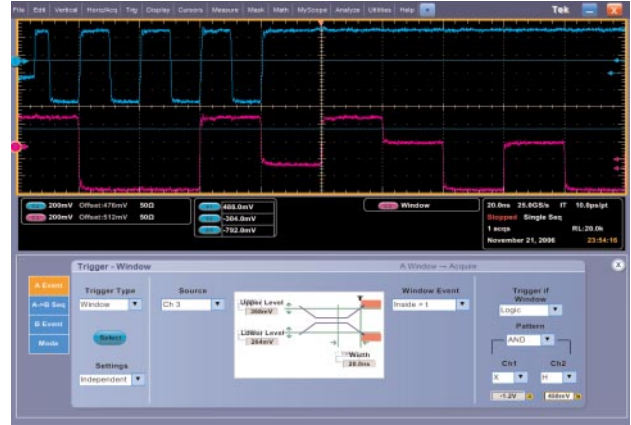 File Edit Vertical Horiz/Acq Trig Display Cursors Measure Mask Math MyScope Analyze Utilities Help Tek
200mV Offset:476mV 50Ω
200mV Offset:512mV 50Ω
488.0mV
-304.0mV
-792.0mV
Window
20.0ns 25.0GS/s IT 10.0ps/pt
Stopped Single Seq
1 acqs RL:20.0k
November 21, 2006 23:54:16
Trigger - Window
A Window → Acquire
A Event
A->B Seq
B Event
Mode
Trigger Type
Window
Select
Settings
Independent
Source
Ch 3
Upper Level
Lower Level
264mV
Width
20.0ns
Window Event
Inside > t
Trigger if
Window
Logic
Pattern
AND
Ch1 Ch2
X H
-1.2V